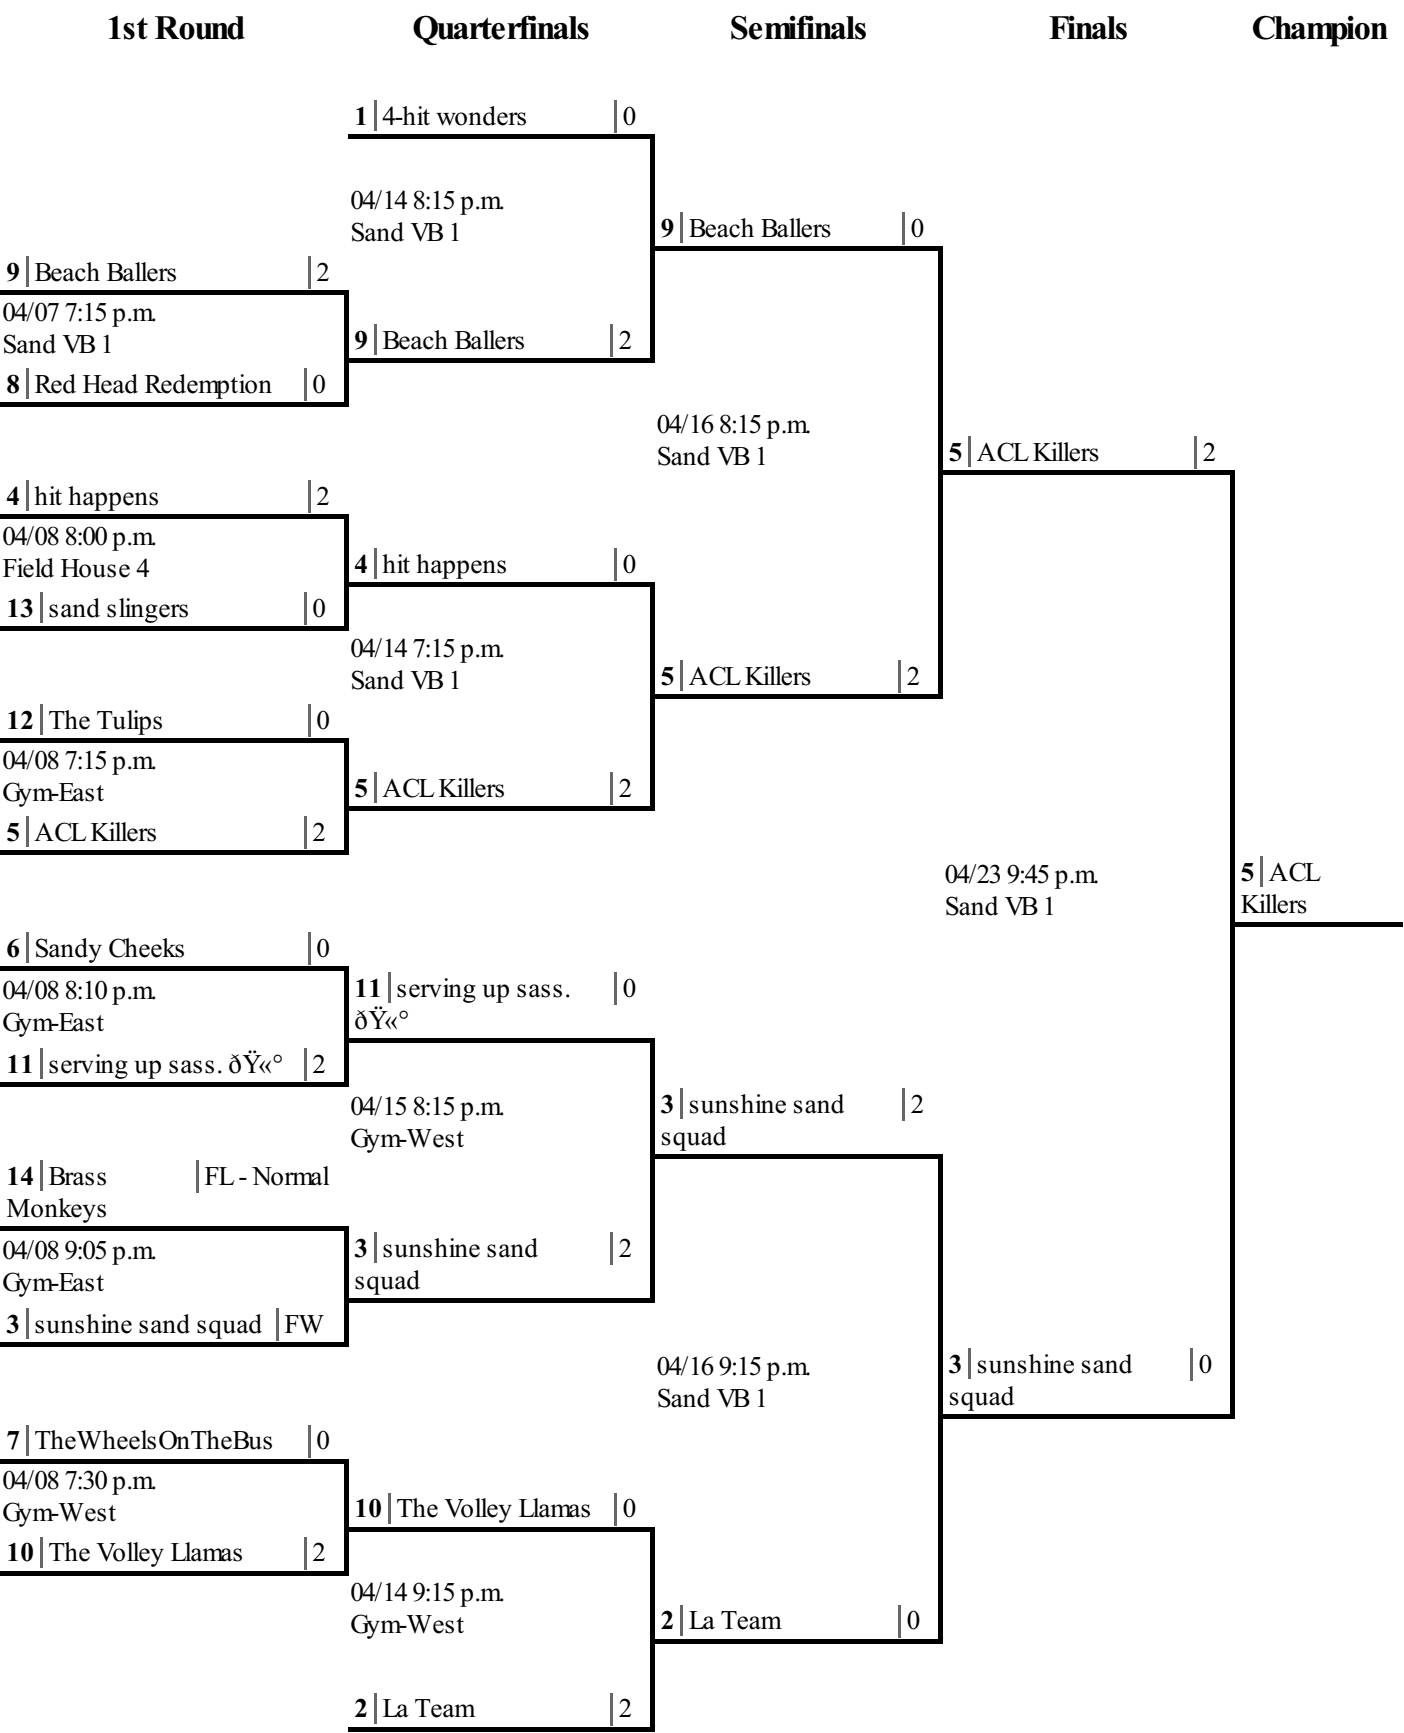 1st Round
Quarterfinals
Semifinals
Finals
Champion
9 Beach Ballers 2
04/07 7:15 p.m.
Sand VB 1
8 Red Head Redemption 0
4 hit happens 2
04/08 8:00 p.m.
Field House 4
13 sand slingers 0
12 The Tulips 0
04/08 7:15 p.m.
Gym-East
5 ACL Killers 2
6 Sandy Cheeks 0
04/08 8:10 p.m.
Gym-East
11 serving up sass. ðŸ«° 2
14 Brass FL - Normal
Monkeys
04/08 9:05 p.m.
Gym-East
3 sunshine sand squad FW
7 TheWheelsOnTheBus 0
04/08 7:30 p.m.
Gym-West
10 The Volley Llamas 2
1 4-hit wonders 0
04/14 8:15 p.m.
Sand VB 1
9 Beach Ballers 2
4 hit happens 0
04/14 7:15 p.m.
Sand VB 1
5 ACL Killers 2
11 serving up sass. 0
ðŸ«°
04/15 8:15 p.m.
Gym-West
3 sunshine sand 2
squad
10 The Volley Llamas 0
04/14 9:15 p.m.
Gym-West
2 La Team 2
9 Beach Ballers 0
04/16 8:15 p.m.
Sand VB 1
5 ACL Killers 2
3 sunshine sand 2
squad
04/16 9:15 p.m.
Sand VB 1
2 La Team 0
5 ACL Killers 2
04/23 9:45 p.m.
Sand VB 1
3 sunshine sand 0
squad
5 ACL
Killers